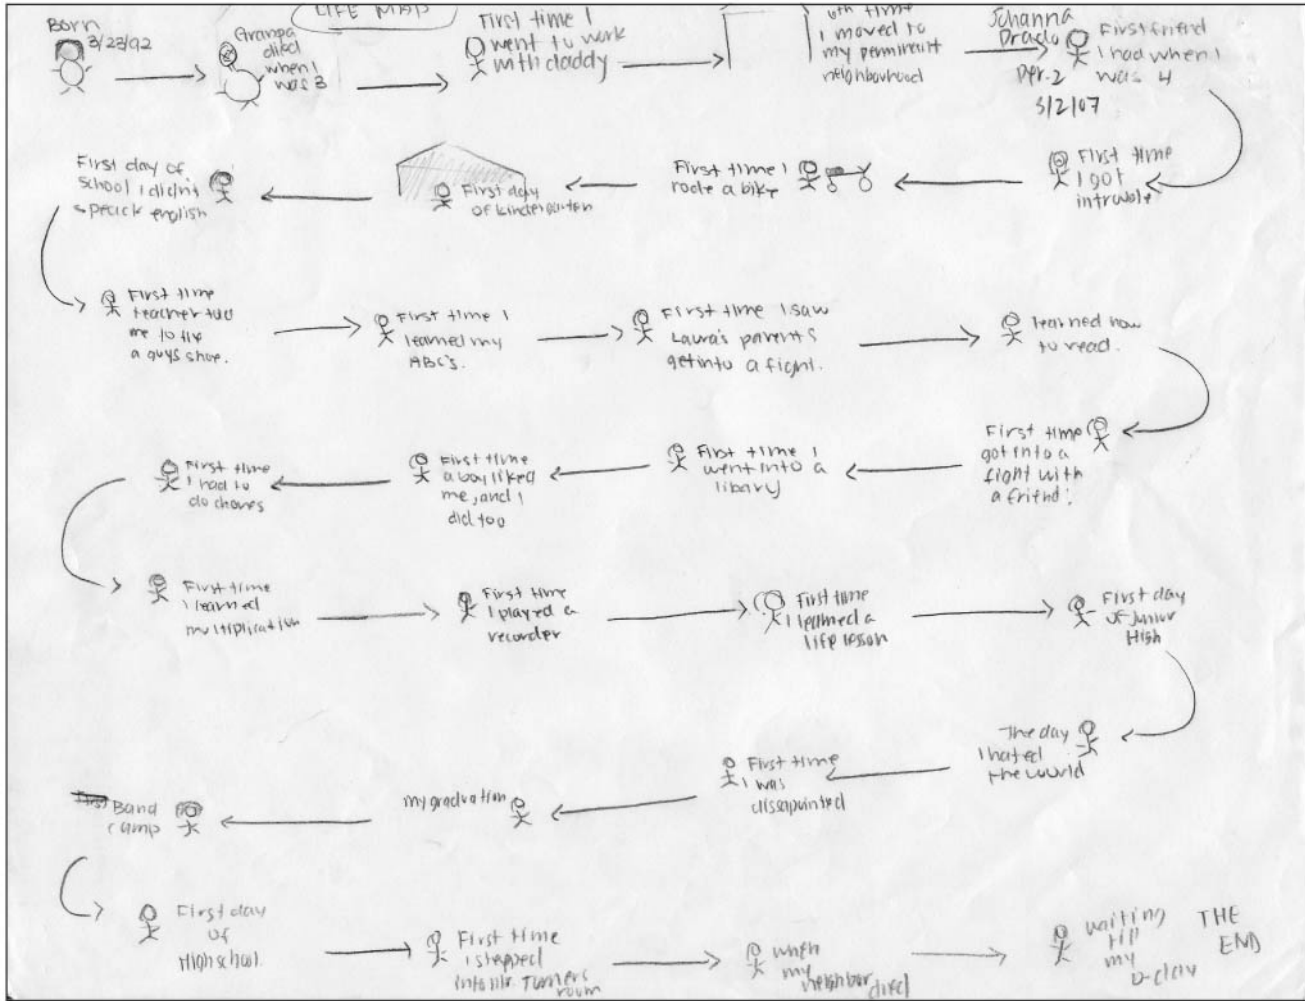 LIFE MAP
Born
3/23/92
Grampa
died
when I
was 3
First time I
went to work
with daddy
time
I moved to
my permineurt
neighborhood
Johanna
Prado
Per. 2
3/2/07
First friend
I had when I
was 4
First time
I got
introuble
First time I
rode a bike
First day
of kindergarten
First day of
school I didn't
speack english
First time
teacher told
me to tie
a guys shoe.
First time I
learned my
ABC's.
First time I saw
Laura's parents
get into a fight.
learned how
to read.
First time
got into a
fight with
a friend.
First time I
went into a
libary
First time
a boy liked
me, and I
did too
First time
I had to
do chores
First time
I learned
multiplication
First time
I played a
recorder
First time
I learned a
life lesson
First day
of Junior
High
The day
I hated
the world
First time
I was
dissapointed
my graduation
First Band
camp
First day
of
High school.
First time
I stepped
into Mr. Turners
room
when
my
neighbor died
waiting
till
my
D-day
THE
END